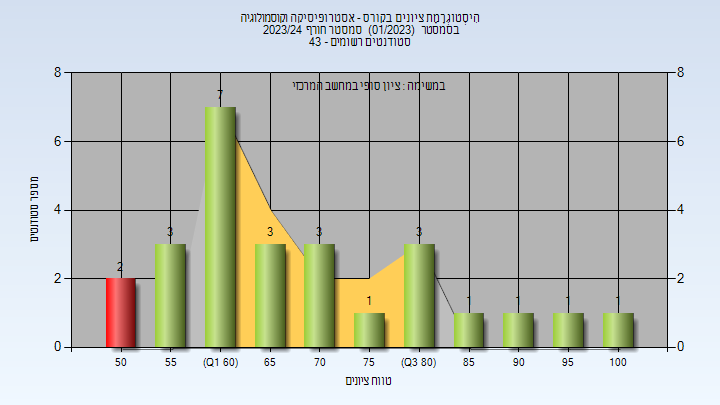 היסטוגרמת ציונים בקורס - אסטרופיסיקה וקוסמולוגיה
בסמסטר (01/2023) סמסטר חורף 2023/24
סטודנטים רשומים - 43
במשימה : ציון סופי במחשב המרכזי
מספר סטודנטים
8 8
6 6
4 4
2 2
0 0
2 3 7 3 3 1 3 1 1 1 1
50 55 (Q1 60) 65 70 75 (Q3 80) 85 90 95 100
טווח ציונים